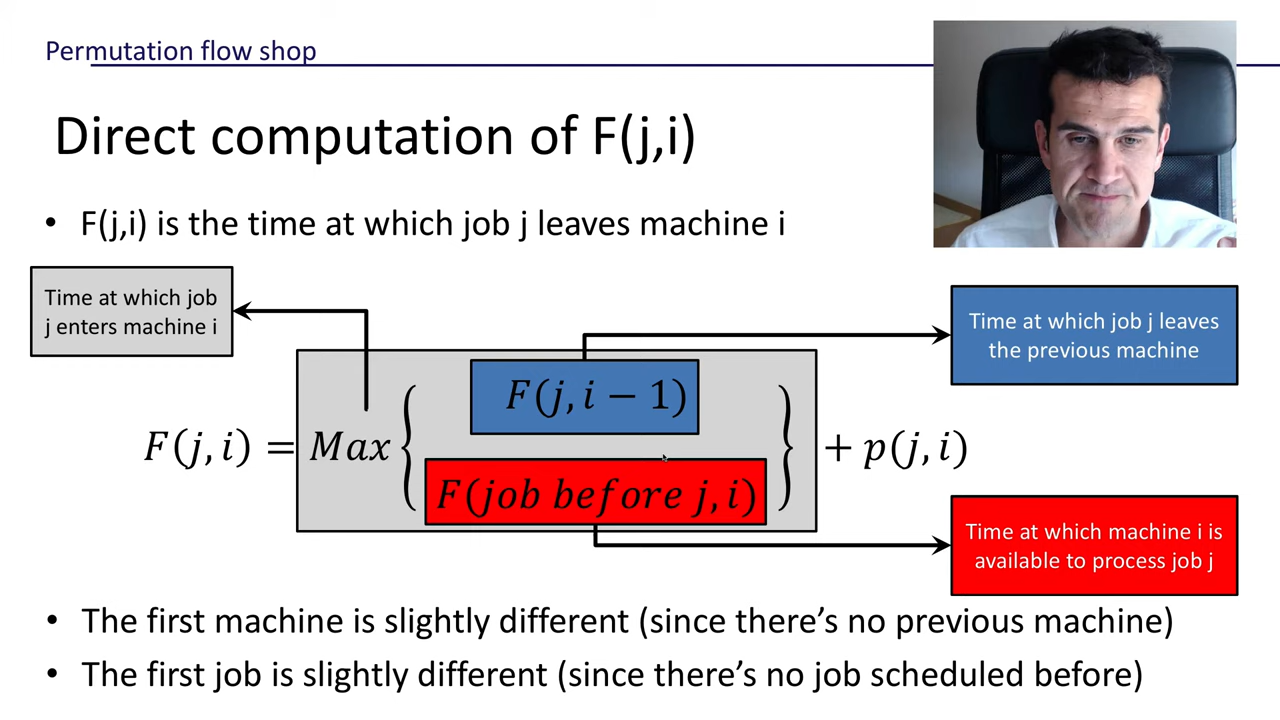 Permutation flow shop
Direct computation of F(j,i)
• F(j,i) is the time at which job j leaves machine i
Time at which job
j enters machine i
Time at which job j leaves
the previous machine
F(j, i − 1)
F(j, i) = Max { } + p(j, i)
F(job before j, i)
Time at which machine i is
available to process job j
• The first machine is slightly different (since there’s no previous machine)
• The first job is slightly different (since there’s no job scheduled before)